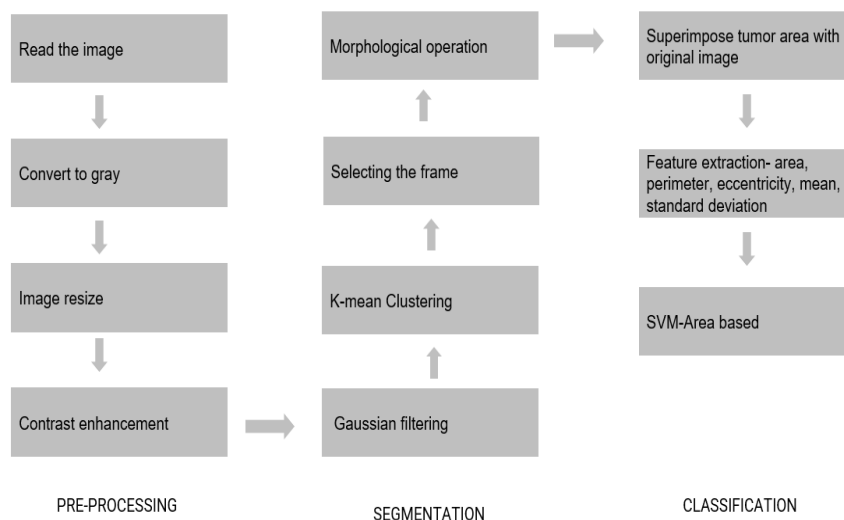 Read the image
Convert to gray
Image resize
Contrast enhancement
PRE-PROCESSING
Morphological operation
Selecting the frame
K-mean Clustering
Gaussian filtering
SEGMENTATION
Superimpose tumor area with
original image
Feature extraction- area,
perimeter, eccentricity, mean,
standard deviation
SVM-Area based
CLASSIFICATION